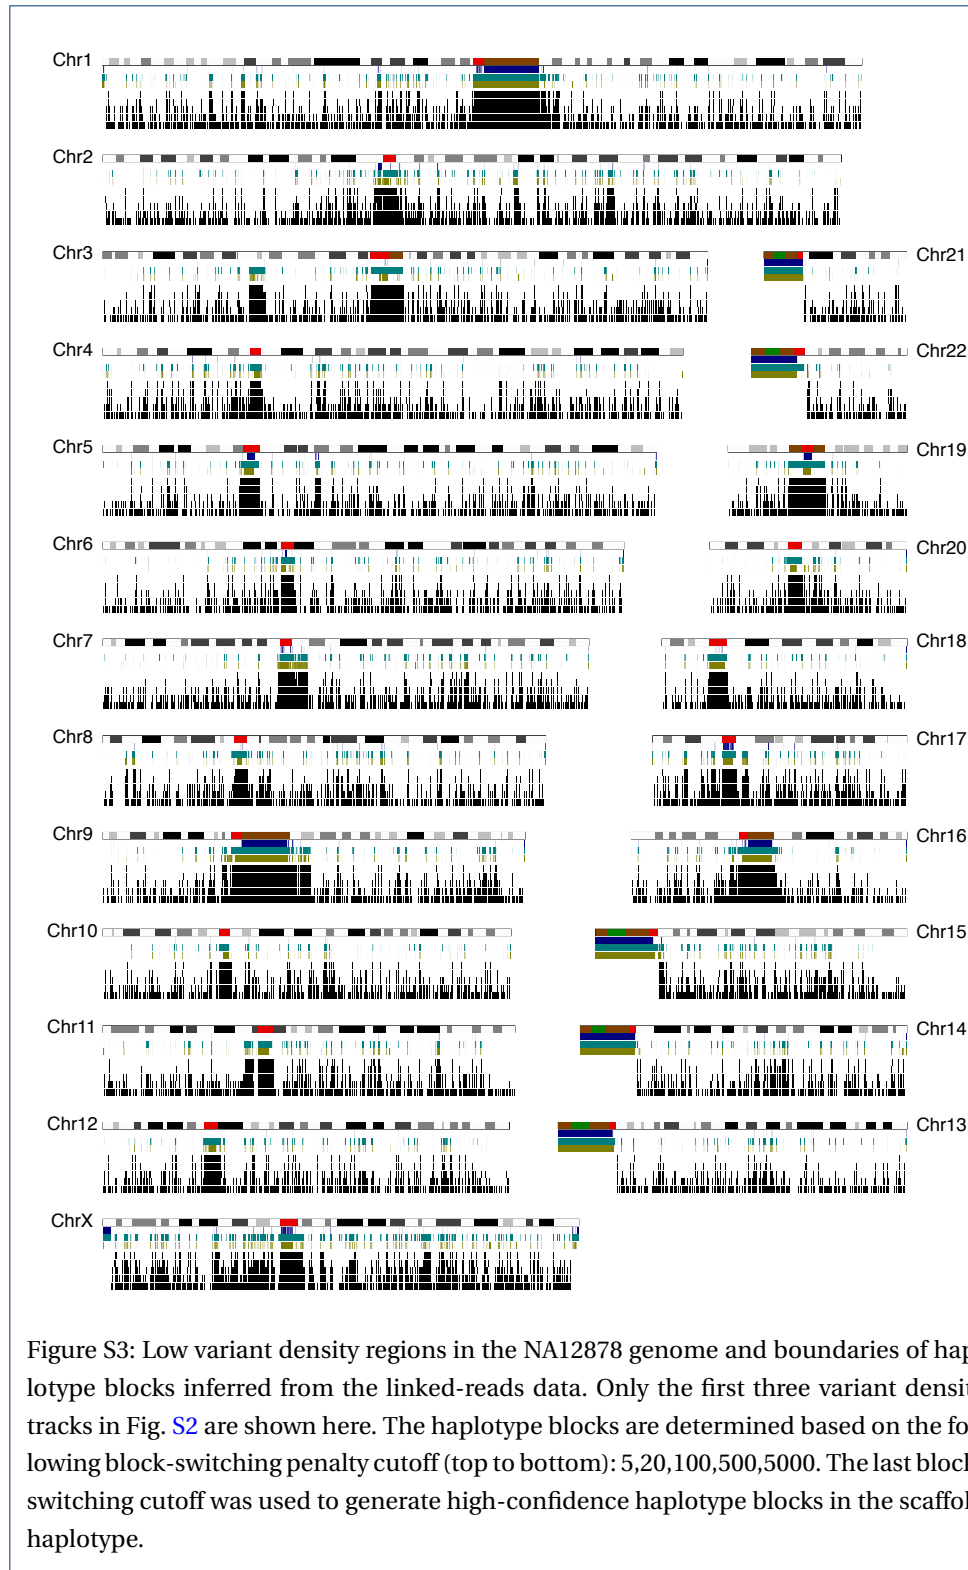 Chr1
Chr2
Chr3
Chr21
Chr4
Chr22
Chr5
Chr19
Chr6
Chr20
Chr7
Chr18
Chr8
Chr17
Chr9
Chr16
Chr10
Chr15
Chr11
Chr14
Chr12
Chr13
ChrX
Figure S3: Low variant density regions in the NA12878 genome and boundaries of hap
lotype blocks inferred from the linked-reads data. Only the first three variant densit
tracks in Fig. S2 are shown here. The haplotype blocks are determined based on the fo
lowing block-switching penalty cutoff (top to bottom): 5,20,100,500,5000. The last block
switching cutoff was used to generate high-confidence haplotype blocks in the scaffol
haplotype.